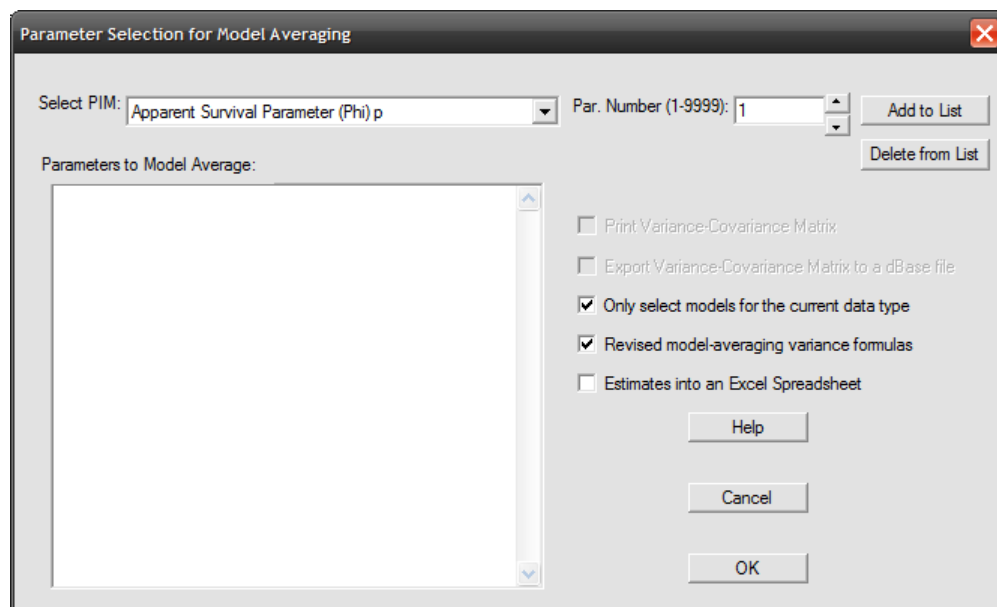 Parameter Selection for Model Averaging
Select PIM: Apparent Survival Parameter (Phi) p
Par. Number (1-9999): 1
Add to List
Delete from List
Parameters to Model Average:
Print Variance-Covariance Matrix
Export Variance-Covariance Matrix to a dBase file
Only select models for the current data type
Revised model-averaging variance formulas
Estimates into an Excel Spreadsheet
Help
Cancel
OK